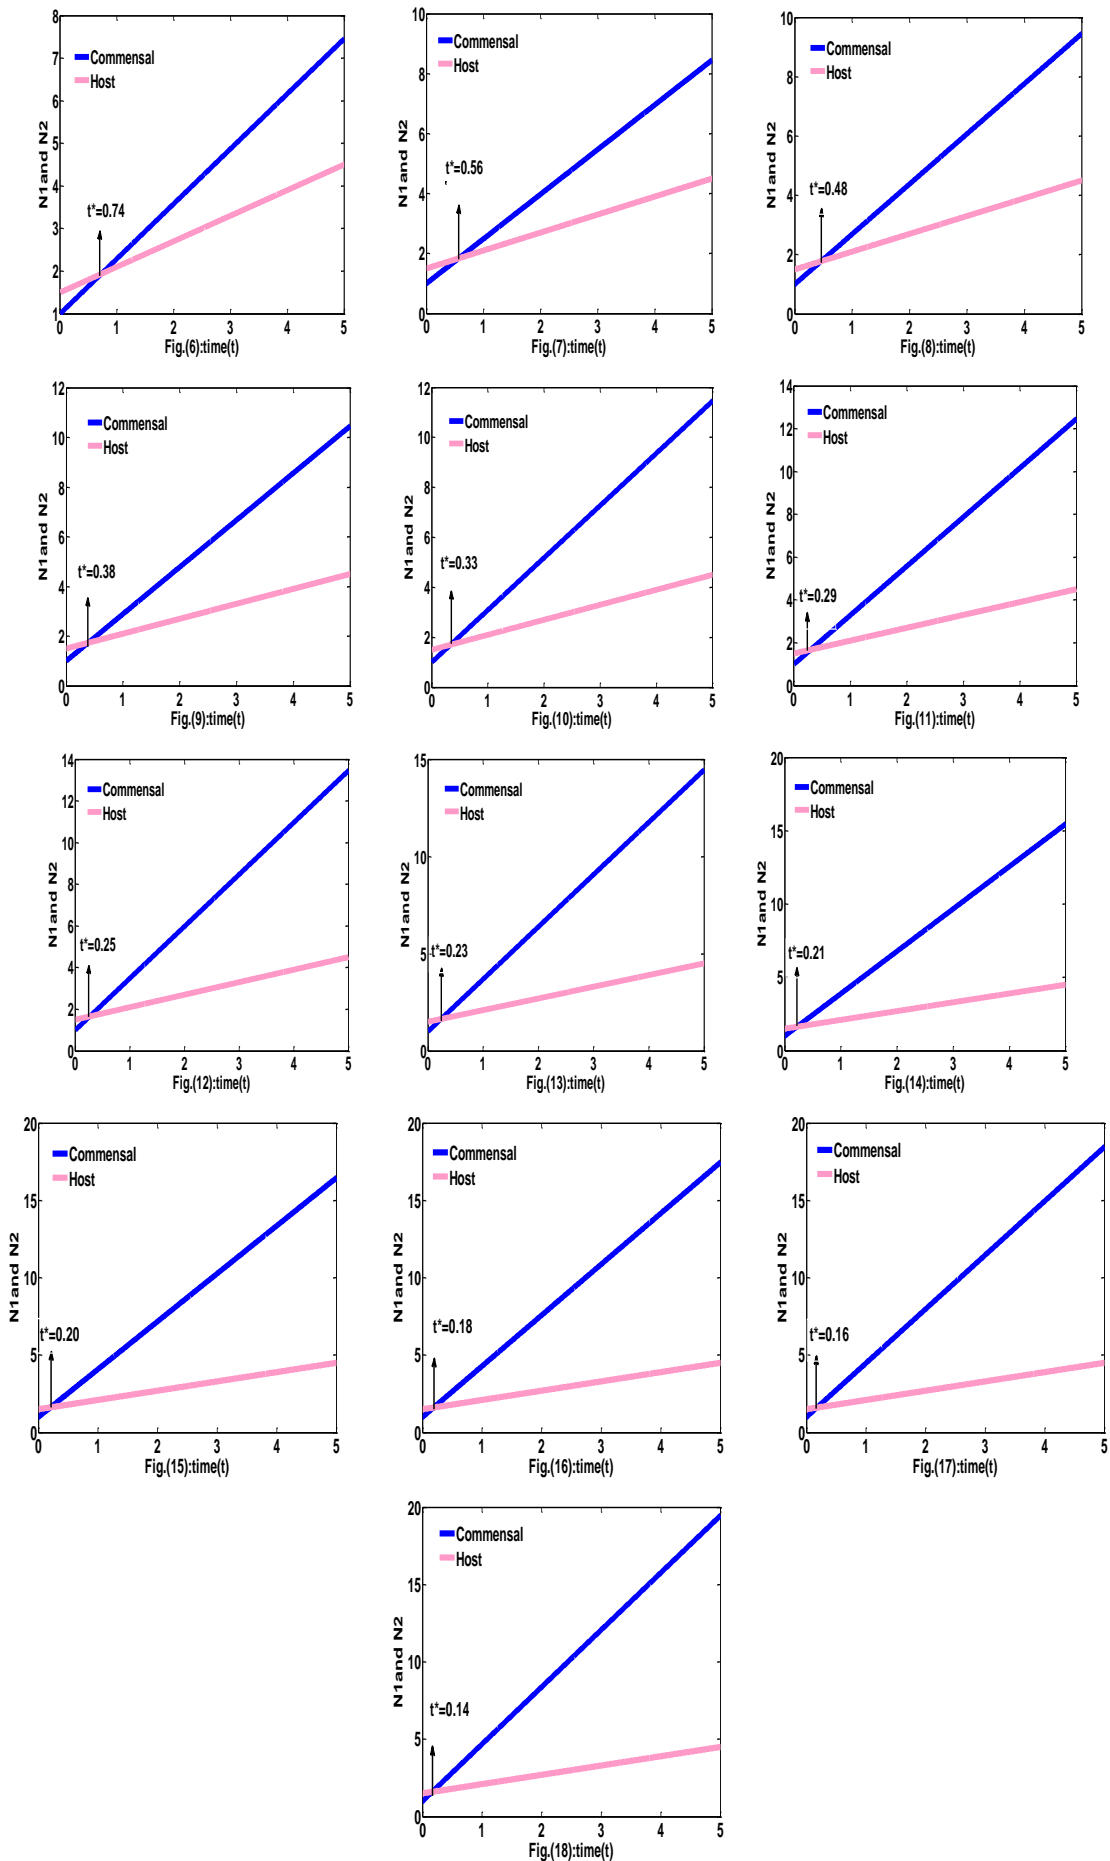 8
7
6
5
4
3
2
1
N1and N2
Commensal
Host
t*=0.74
0 1 2 3 4 5
Fig.(6):time(t)
10
8
6
4
2
0
Commensal
Host
t*=0.56
0 1 2 3 4 5
Fig.(7):time(t)
10
8
6
4
2
0
Commensal
Host
t*=0.48
0 1 2 3 4 5
Fig.(8):time(t)
12
10
8
6
4
2
0
N1and N2
Commensal
Host
t*=0.38
0 1 2 3 4 5
Fig.(9):time(t)
12
10
8
6
4
2
0
N1and N2
Commensal
Host
t*=0.33
0 1 2 3 4 5
Fig.(10):time(t)
14
12
10
8
6
4
2
0
N1and N2
Commensal
Host
t*=0.29
0 1 2 3 4 5
Fig.(11):time(t)
14
12
10
8
6
4
2
0
N1and N2
Commensal
Host
t*=0.25
0 1 2 3 4 5
Fig.(12):time(t)
15
10
5
0
N1and N2
Commensal
Host
t*=0.23
0 1 2 3 4 5
Fig.(13):time(t)
20
15
10
5
0
N1and N2
Commensal
Host
t*=0.21
0 1 2 3 4 5
Fig.(14):time(t)
20
15
10
5
0
N1and N2
Commensal
Host
t*=0.20
0 1 2 3 4 5
Fig.(15):time(t)
20
15
10
5
0
N1and N2
Commensal
Host
t*=0.18
0 1 2 3 4 5
Fig.(16):time(t)
20
15
10
5
0
N1and N2
Commensal
Host
t*=0.16
0 1 2 3 4 5
Fig.(17):time(t)
20
15
10
5
0
N1and N2
Commensal
Host
t*=0.14
0 1 2 3 4 5
Fig.(18):time(t)